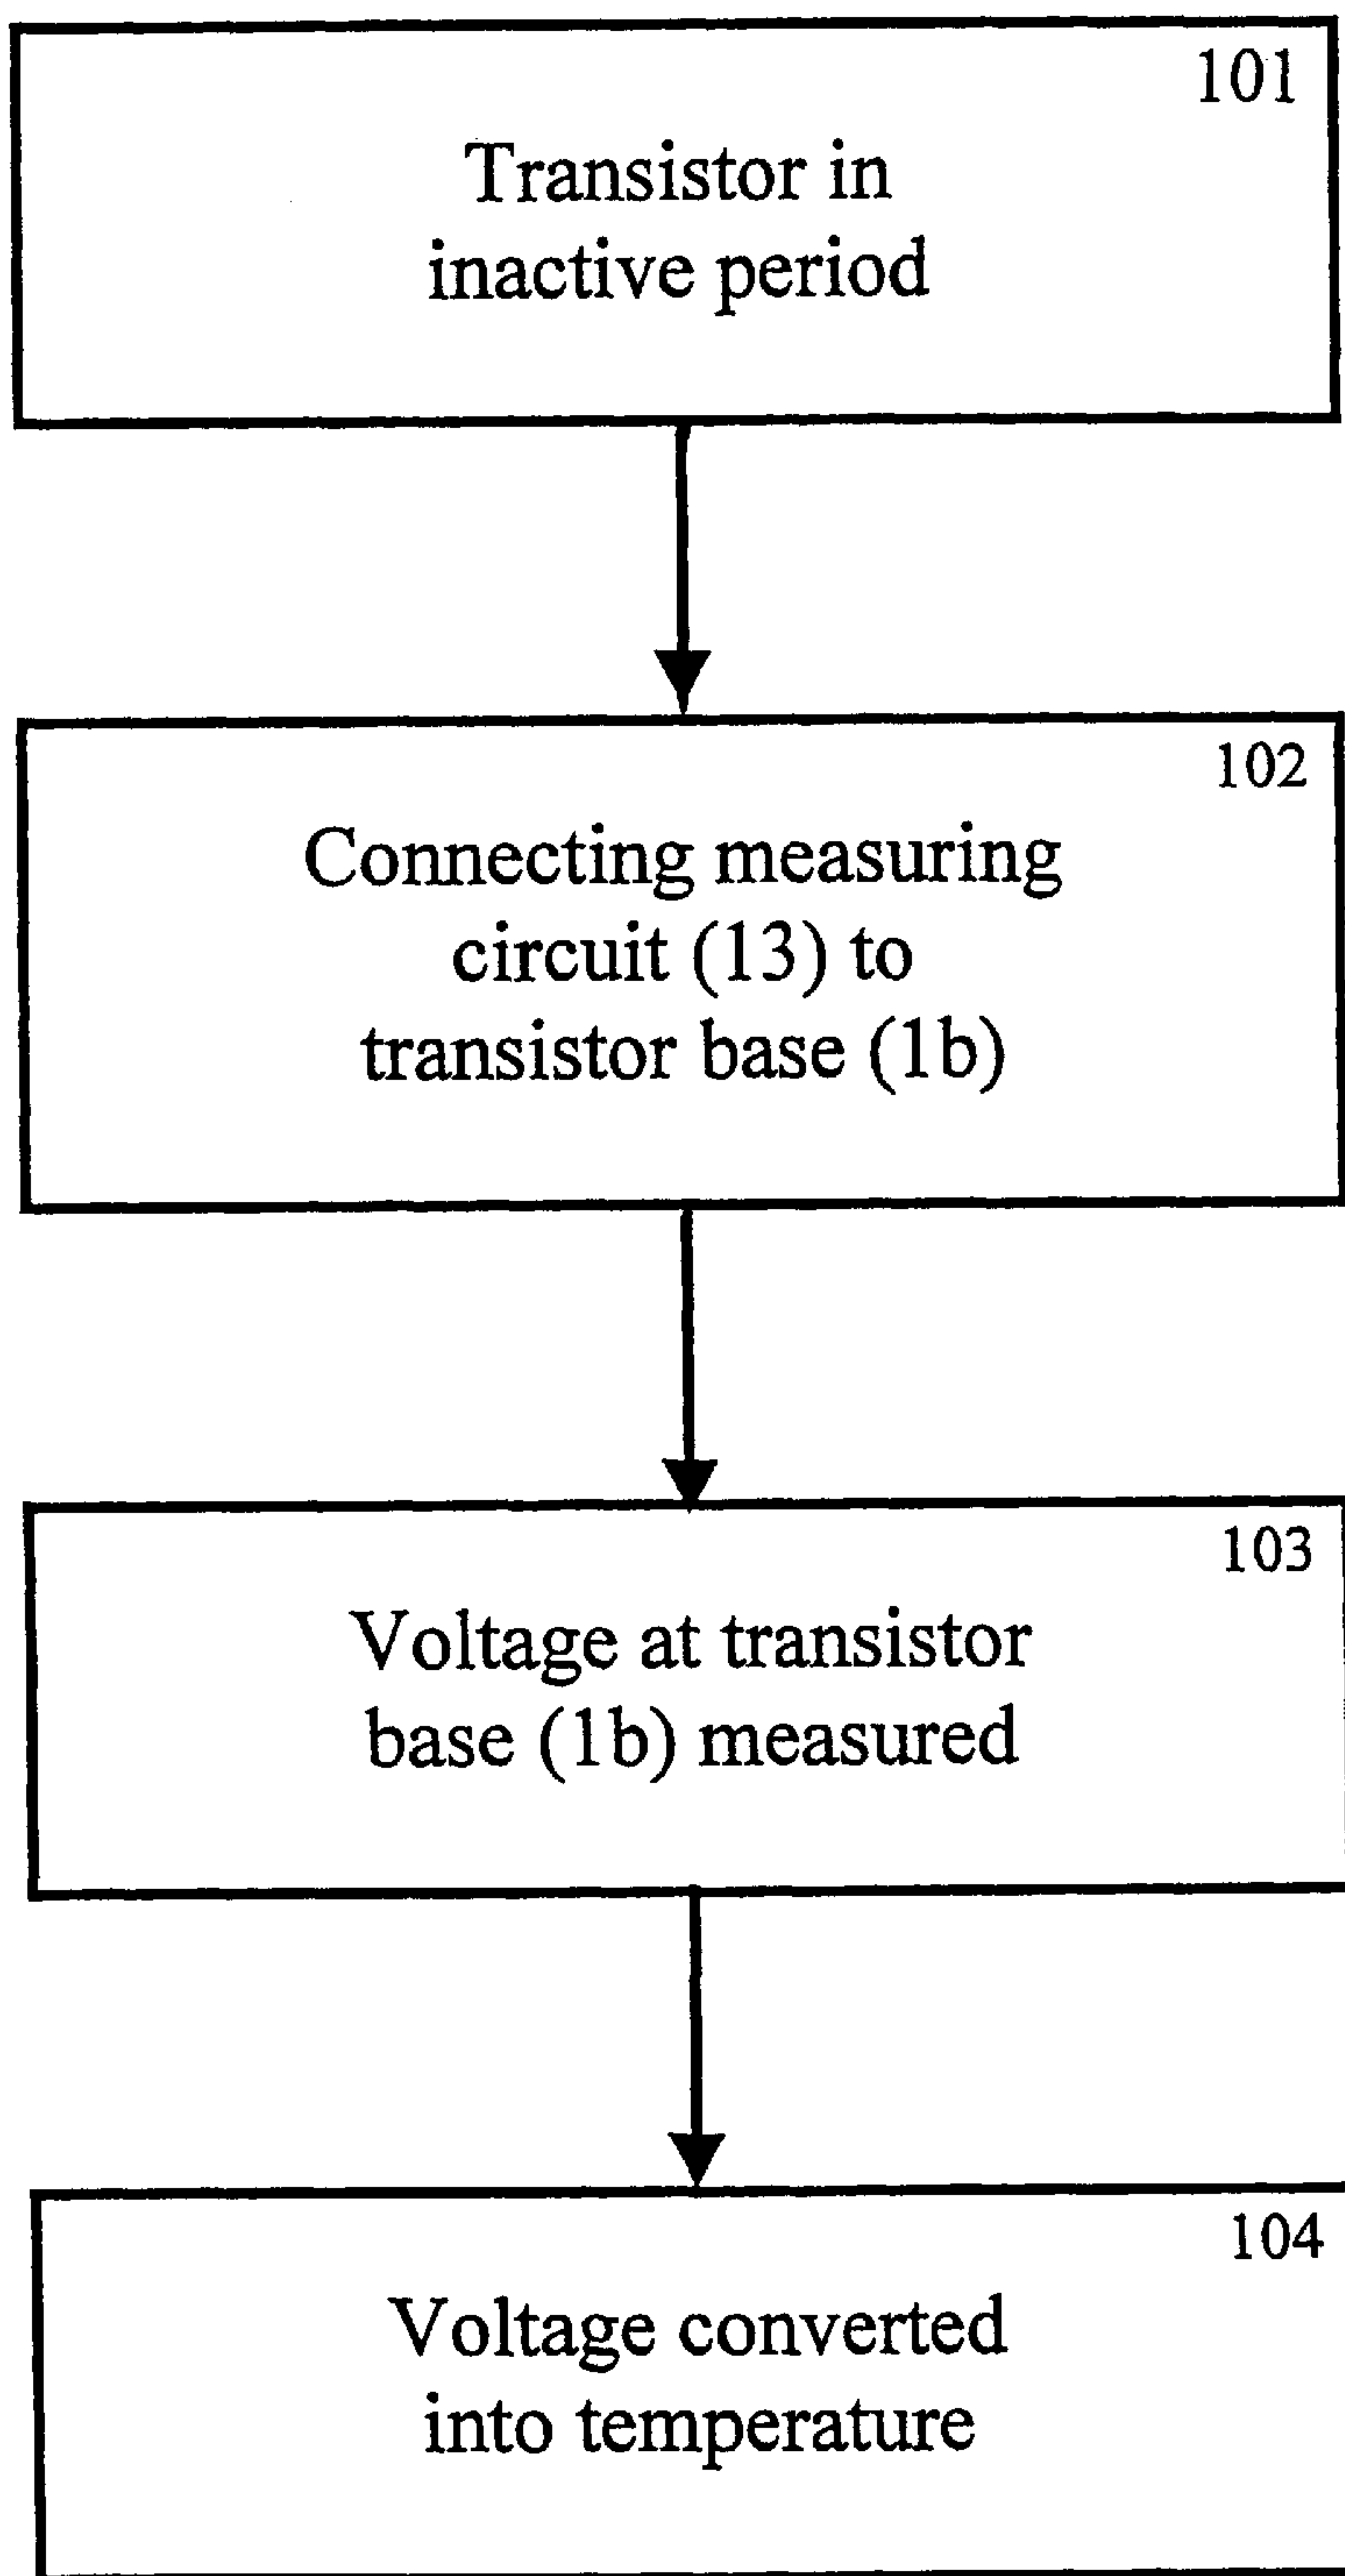 101
Transistor in
inactive period
102
Connecting measuring
circuit (13) to
transistor base (1b)
103
Voltage at transistor
base (1b) measured
104
Voltage converted
into temperature